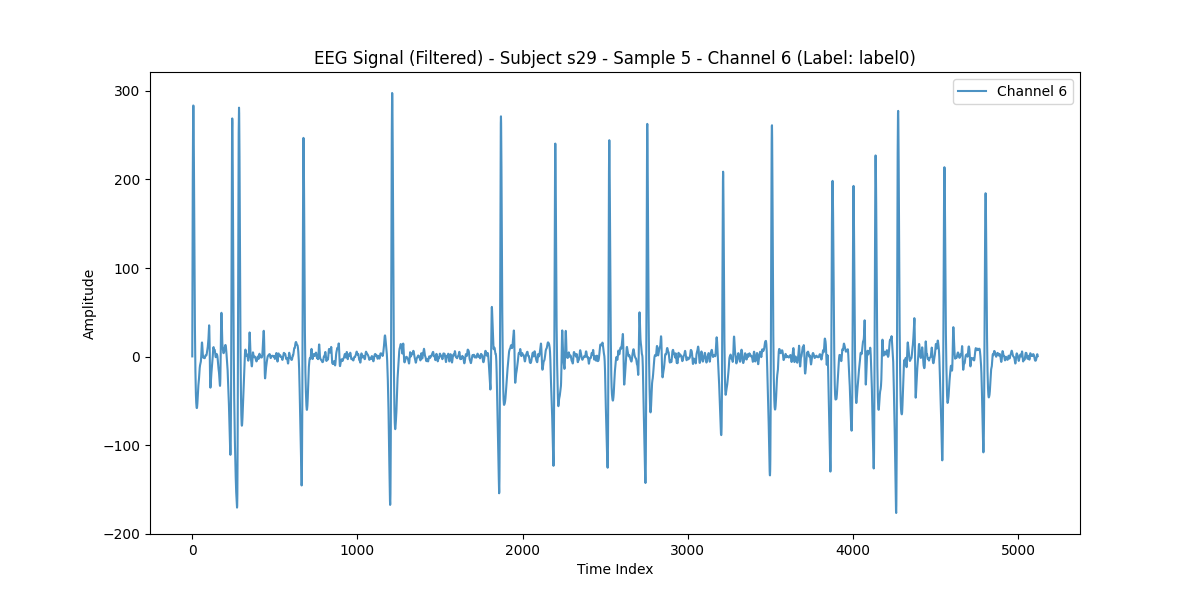 EEG Signal (Filtered) - Subject s29 - Sample 5 - Channel 6 (Label: label0)
Channel 6
300
200
100
0
−100
−200
Amplitude
0 1000 2000 3000 4000 5000
Time Index